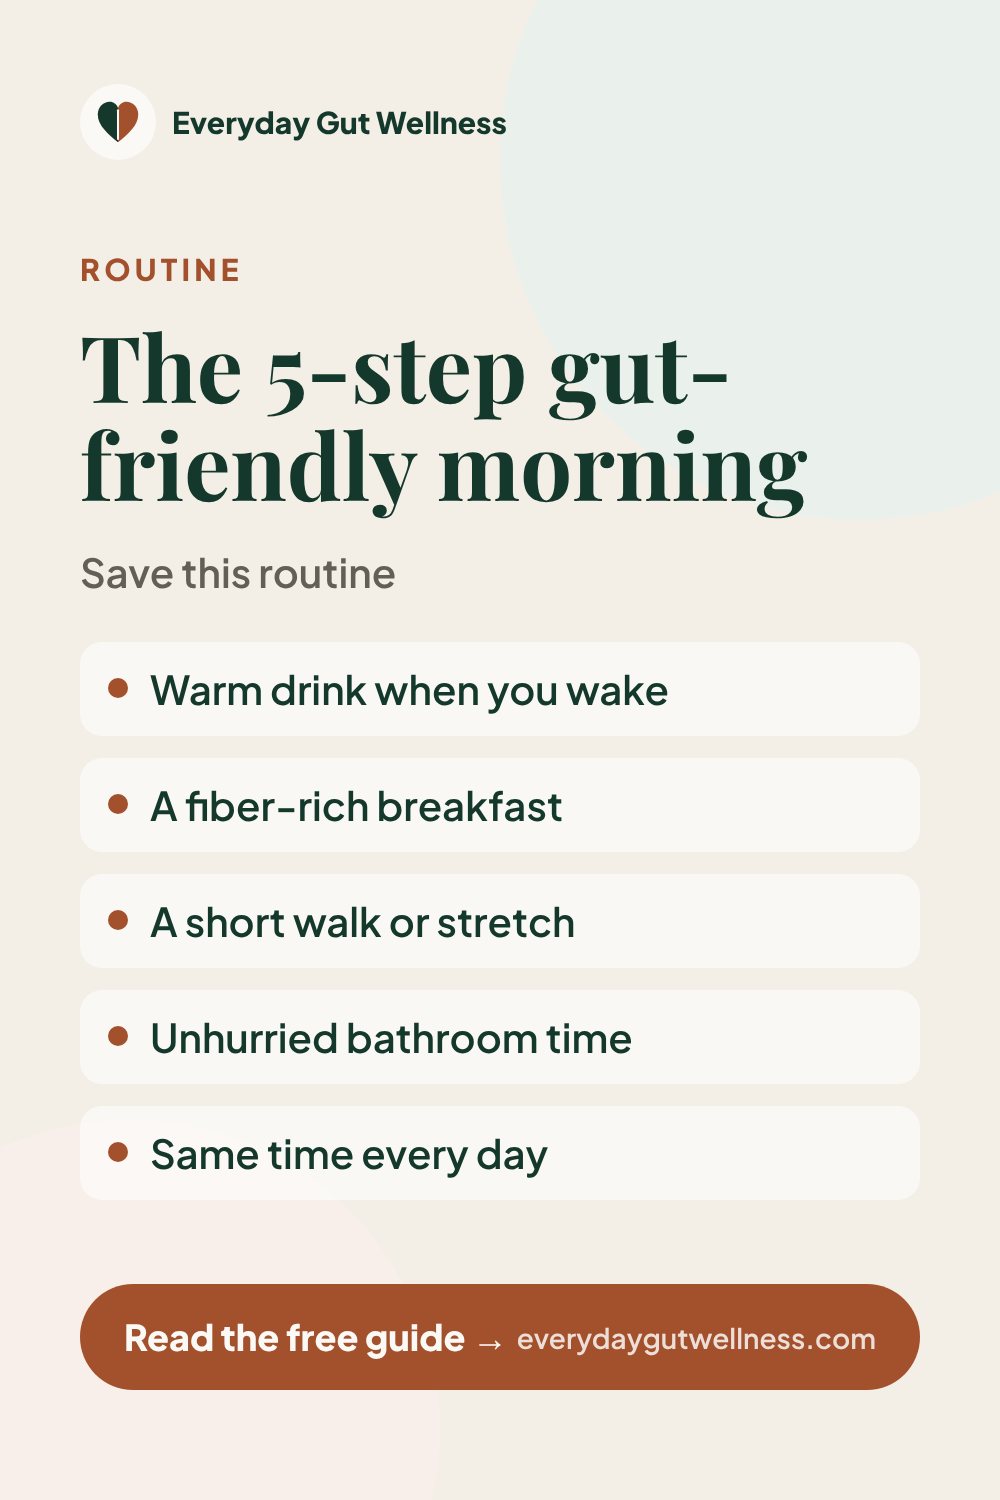 Everyday Gut Wellness
ROUTINE
The 5-step gut-
friendly morning
Save this routine
Warm drink when you wake
A fiber-rich breakfast
A short walk or stretch
Unhurried bathroom time
Same time every day
Read the free guide → everydaygutwellness.com